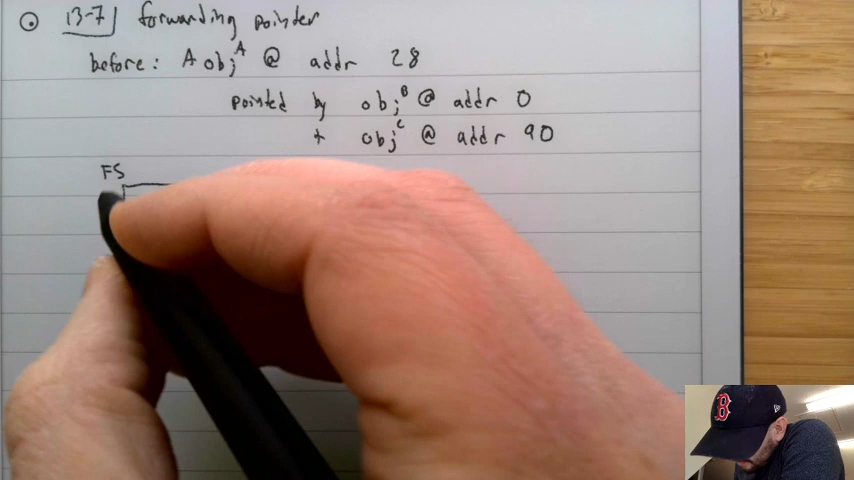 ⊙ 13-7] forwarding pointer
before: A obj^A @ addr 28
pointed by obj^B @ addr 0
+ obj^C @ addr 90
FS
B